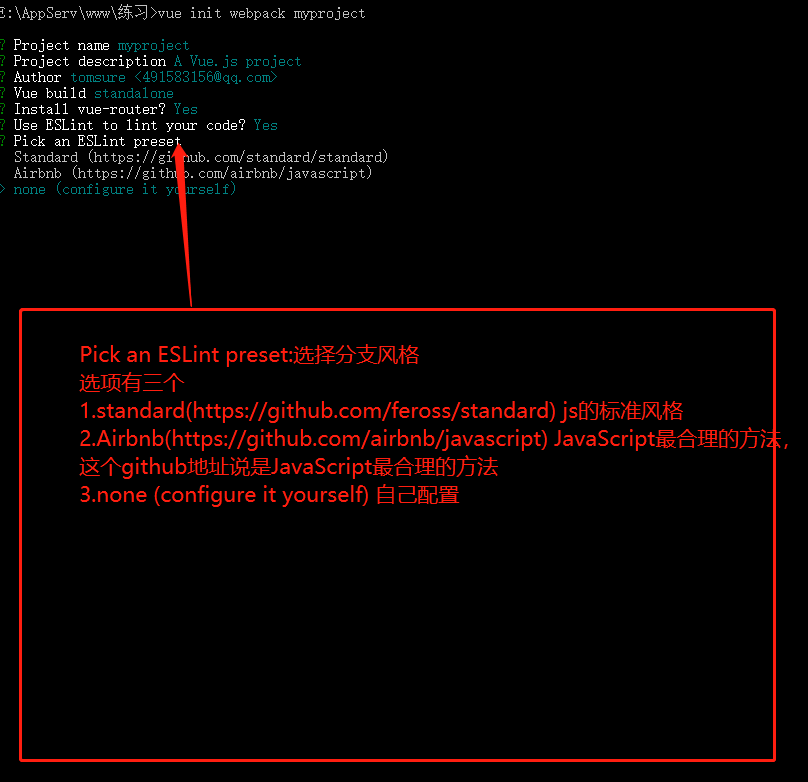 E:\AppServ\www\练习>vue init webpack myproject
? Project name myproject
? Project description A Vue.js project
? Author tomsure <491583156@qq.com>
? Vue build standalone
? Install vue-router? Yes
? Use ESLint to lint your code? Yes
? Pick an ESLint preset
Standard (https://github.com/standard/standard)
Airbnb (https://github.com/airbnb/javascript)
> none (configure it yourself)
Pick an ESLint preset:选择分支风格
选项有三个
1.standard(https://github.com/feross/standard) js的标准风格
2.Airbnb(https://github.com/airbnb/javascript) JavaScript最合理的方法,
这个github地址说是JavaScript最合理的方法
3.none (configure it yourself) 自己配置